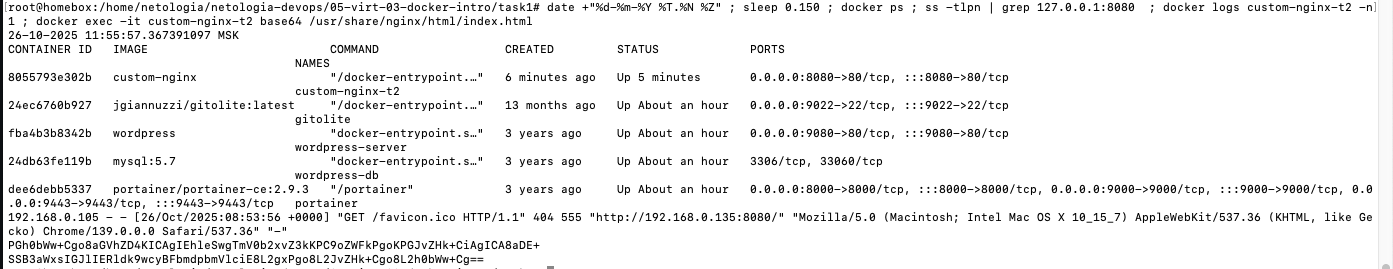 [root@homenetology:/home/netologia/netologia-devops/05-virt-03-docker-intro/task1# date +"%d-%m-%Y %T.%N %Z" ; sleep 0.150 ; docker ps ; ss -tlpn | grep 127.0.0.1:8080  ; docker logs custom-nginx-t2 -n]
1 ; docker exec -it custom-nginx-t2 base64 /usr/share/nginx/html/index.html
26-10-2025 11:55:57.367391097 MSK
CONTAINER ID   IMAGE                          COMMAND                  CREATED          STATUS             PORTS
NAMES
8055793e302b   custom-nginx                   "/docker-entrypoint.…"   6 minutes ago    Up 5 minutes       0.0.0.0:8080->80/tcp, :::8080->80/tcp
custom-nginx-t2
24ec6760b927   jgiannuzzi/gitolite:latest     "/docker-entrypoint.…"   13 months ago    Up About an hour   0.0.0.0:9022->22/tcp, :::9022->22/tcp
gitolite
fba4b3b8342b   wordpress                      "docker-entrypoint.s…"   3 years ago      Up About an hour   0.0.0.0:9080->80/tcp, :::9080->80/tcp
wordpress-server
24db63fe119b   mysql:5.7                      "docker-entrypoint.s…"   3 years ago      Up About an hour   3306/tcp, 33060/tcp
wordpress-db
dee6debb5337   portainer/portainer-ce:2.9.3   "/portainer"             3 years ago      Up About an hour   0.0.0.0:8000->8000/tcp, :::8000->8000/tcp, 0.0.0.0:9000->9000/tcp, :::9000->9000/tcp, 0.0
.0.0:9443->9443/tcp, :::9443->9443/tcp   portainer
192.168.0.105 - - [26/Oct/2025:08:53:56 +0000] "GET /favicon.ico HTTP/1.1" 404 555 "http://192.168.0.135:8080/" "Mozilla/5.0 (Macintosh; Intel Mac OS X 10_15_7) AppleWebKit/537.36 (KHTML, like Ge
cko) Chrome/139.0.0.0 Safari/537.36" "-"
PGh0bWw+Cgo8aGVhZD4KICAgIEhleSwgTmV0b2xvZ3kKPC9oZWFkPgoKPGJvZHk+CiAgICA8aDE+
SSB3aWxsIGJlIERldk9wcyBFbmdpbmVlciE8L2gxPgo8L2JvZHk+Cgo8L2h0bWw+Cg==